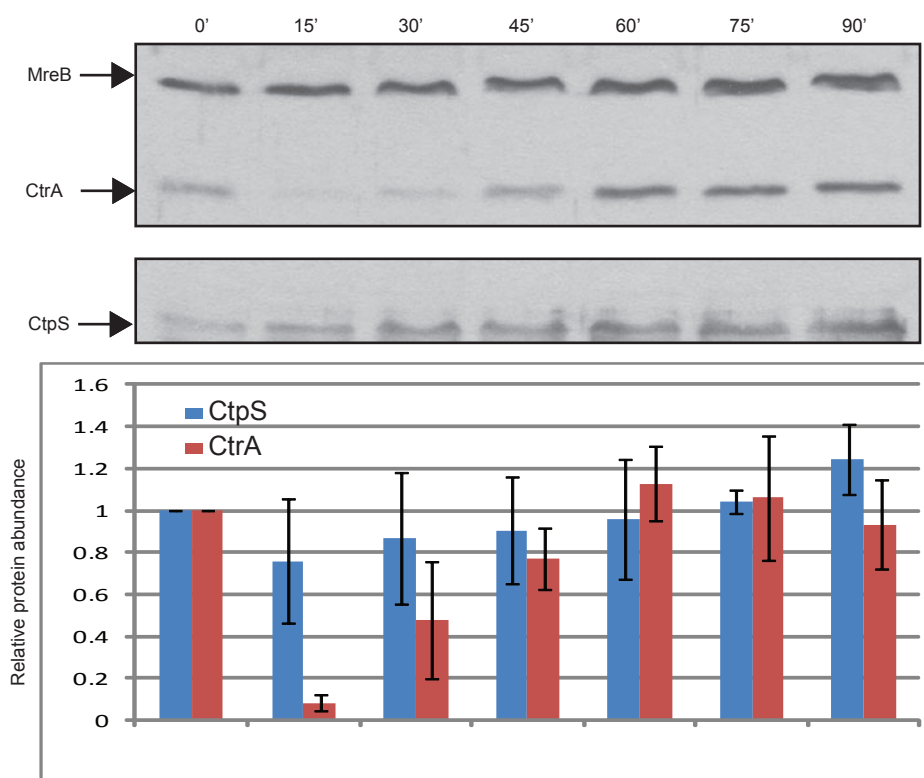 0' 15' 30' 45' 60' 75' 90'
MreB
CtrA
CtpS
1.6
1.4
1.2
1
0.8
0.6
0.4
0.2
0
CtpS
CtrA
Relative protein abundance